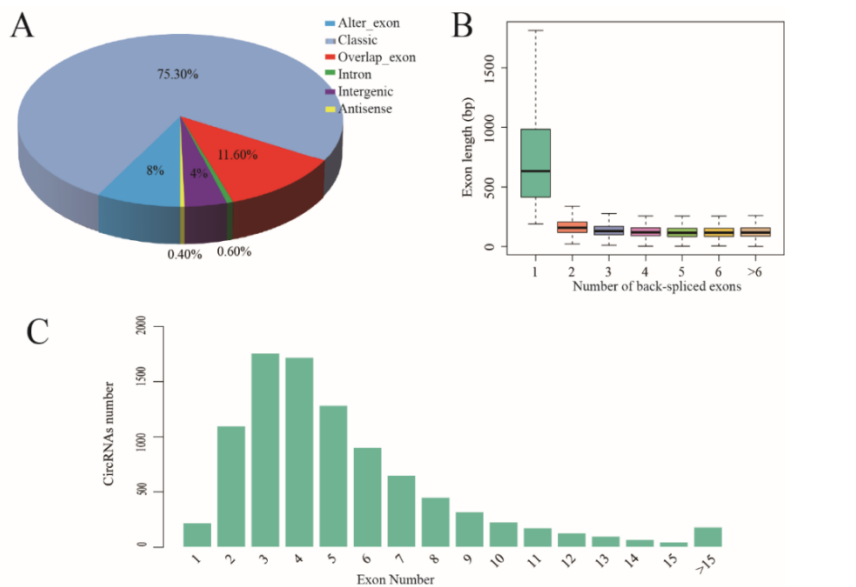 A
Alter_exon
Classic
Overlap_exon
Intron
Intergenic
Antisense
75.30%
11.60%
8%
4%
0.40%
0.60%
B
Exon length (bp)
1500
1000
500
0
1 2 3 4 5 6 >6
Number of back-spliced exons
C
CircRNAs number
2000
1500
1000
500
0
1 2 3 4 5 6 7 8 9 10 11 12 13 14 15 >15
Exon Number